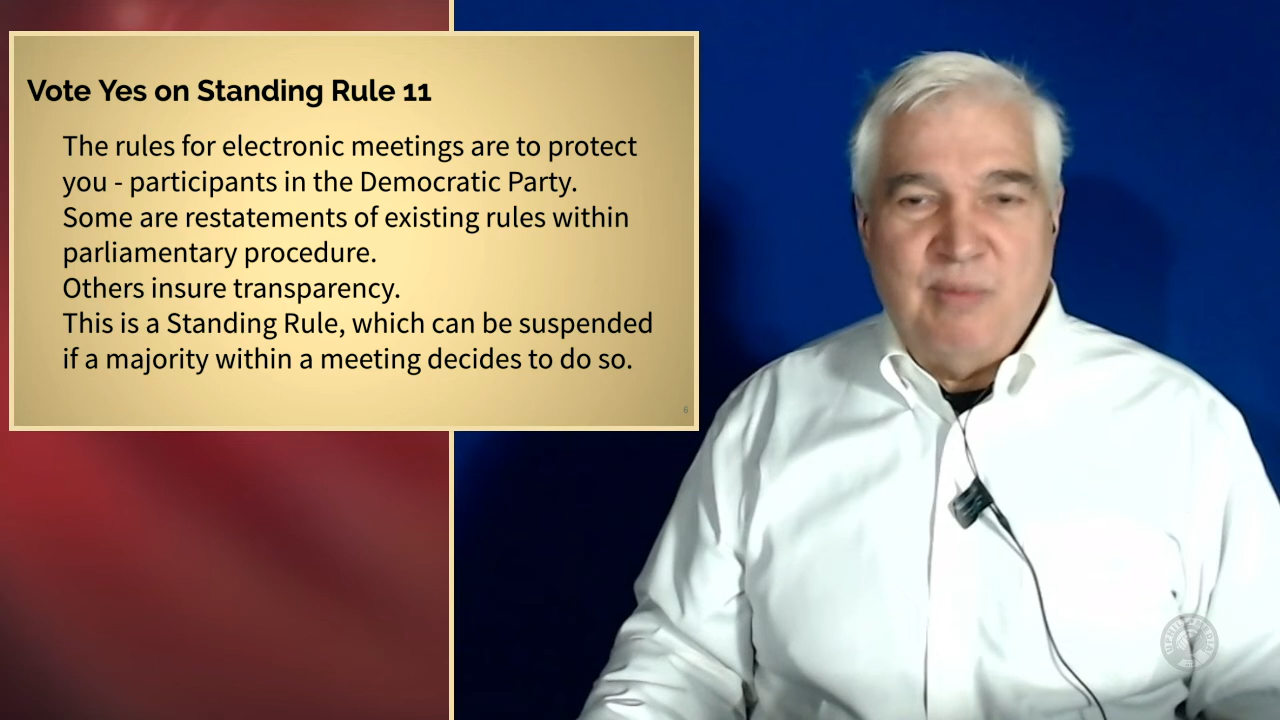 Vote Yes on Standing Rule 11
The rules for electronic meetings are to protect
you - participants in the Democratic Party.
Some are restatements of existing rules within
parliamentary procedure.
Others insure transparency.
This is a Standing Rule, which can be suspended
if a majority within a meeting decides to do so.
6